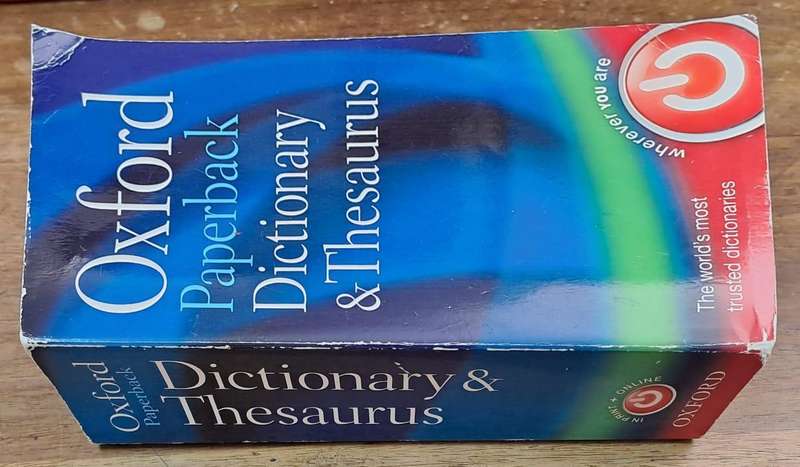 Oxford
Paperback
Dictionary
& Thesaurus
wherever you are
The world's most
trusted dictionaries
Oxford
Paperback
Dictionary &
Thesaurus
IN PRINT + ONLINE
OXFORD